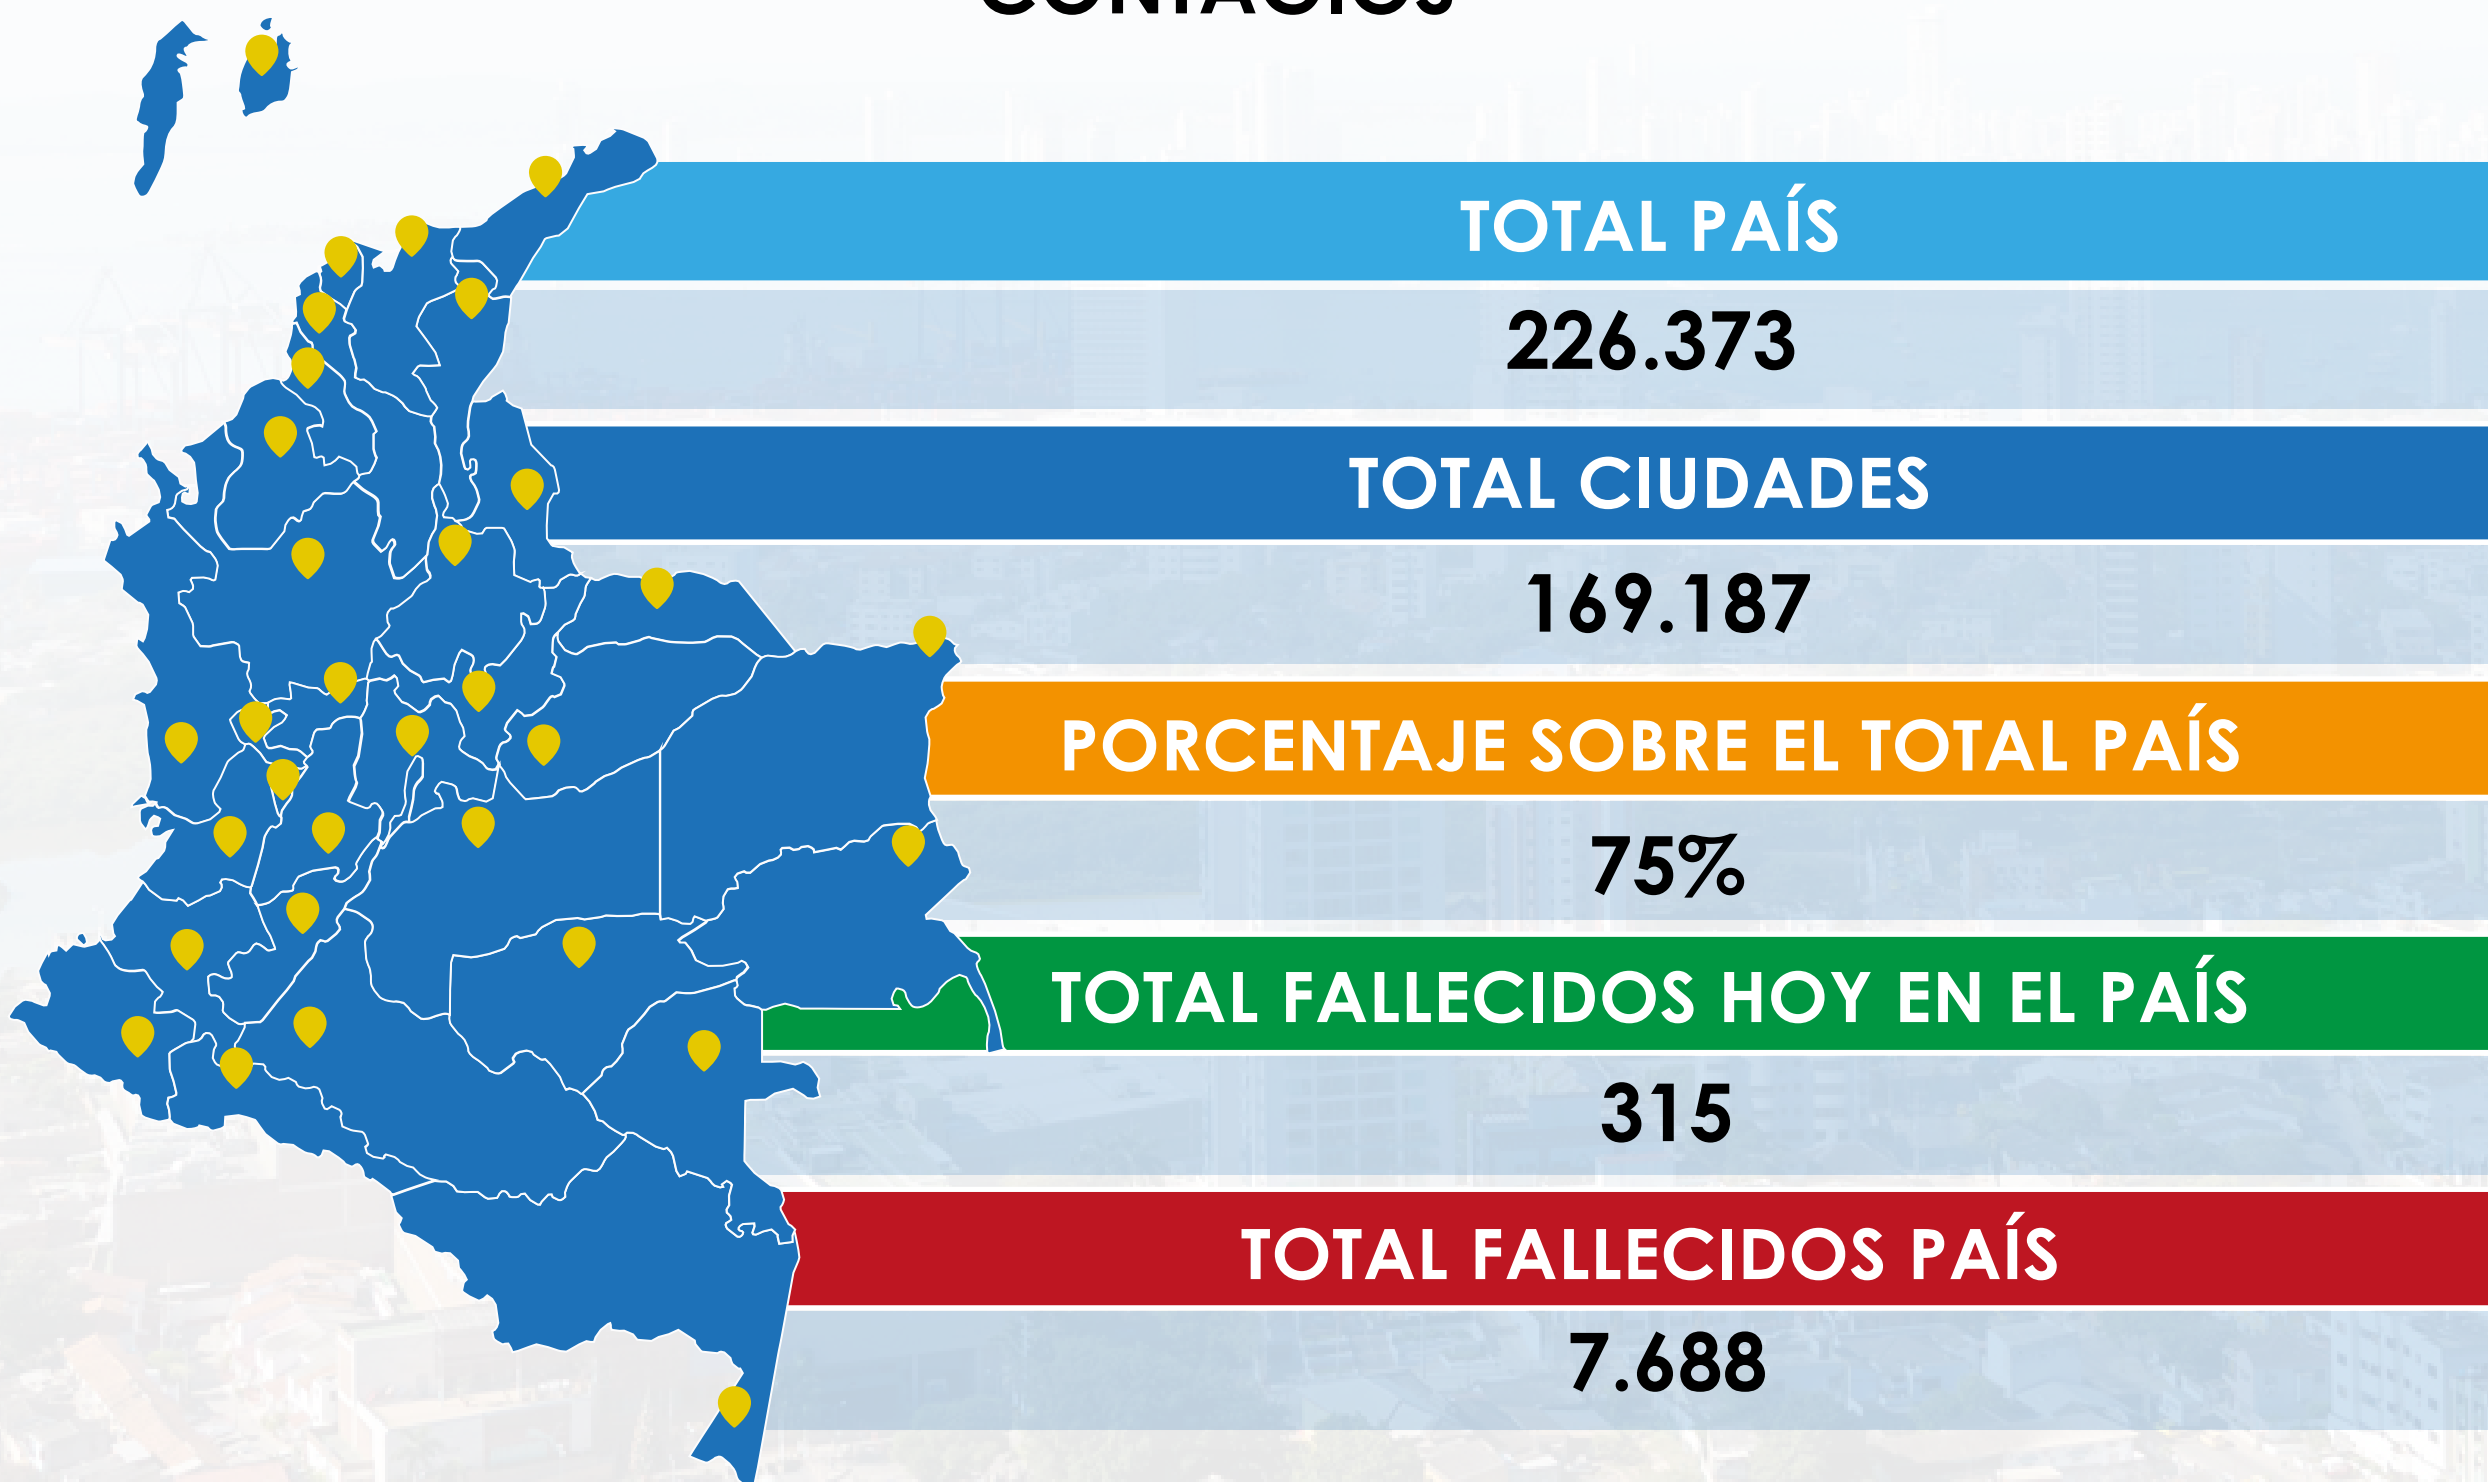 CONTAGIOS
TOTAL PAÍS
226.373
TOTAL CIUDADES
169.187
PORCENTAJE SOBRE EL TOTAL PAÍS
75%
TOTAL FALLECIDOS HOY EN EL PAÍS
315
TOTAL FALLECIDOS PAÍS
7.688